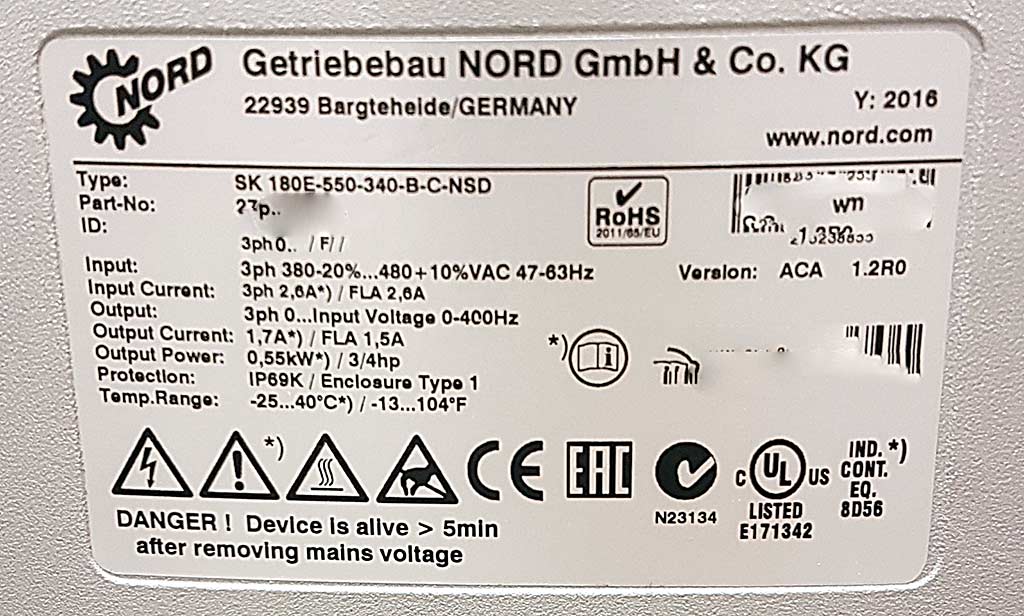 NORD
Getriebebau NORD GmbH & Co. KG
22939 Bargteheide/GERMANY
Y: 2016
www.nord.com
Type: SK 180E-550-340-B-C-NSD
Part-No:
ID:
3ph 0.. / F/ /
RoHS
2011/65/EU
Input: 3ph 380-20%...480+10%VAC 47-63Hz
Version: ACA 1.2R0
Input Current: 3ph 2,6A*) / FLA 2,6A
Output: 3ph 0...Input Voltage 0-400Hz
Output Current: 1,7A*) / FLA 1,5A
Output Power: 0,55kW*) / 3/4hp
*)
Protection: IP69K / Enclosure Type 1
Temp.Range: -25...40°C*) / -13...104°F
*)
CE
EAC
N23134
C UL US
LISTED
E171342
IND. *)
CONT.
EQ.
8D56
DANGER ! Device is alive > 5min
after removing mains voltage